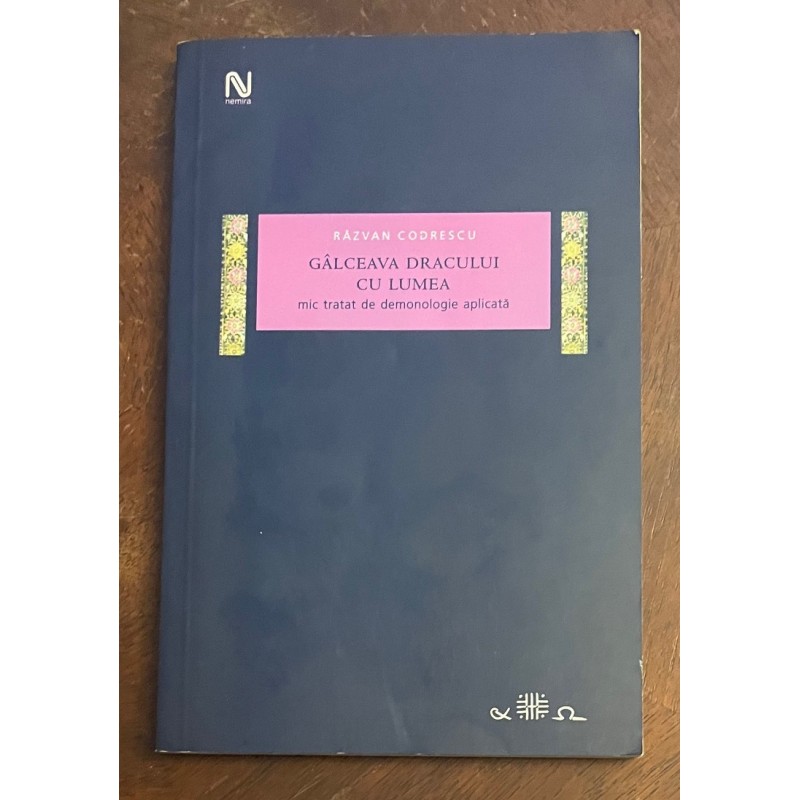 nemira
RĂZVAN CODRESCU
GÂLCEAVA DRACULUI
CU LUMEA
mic tratat de demonologie aplicată